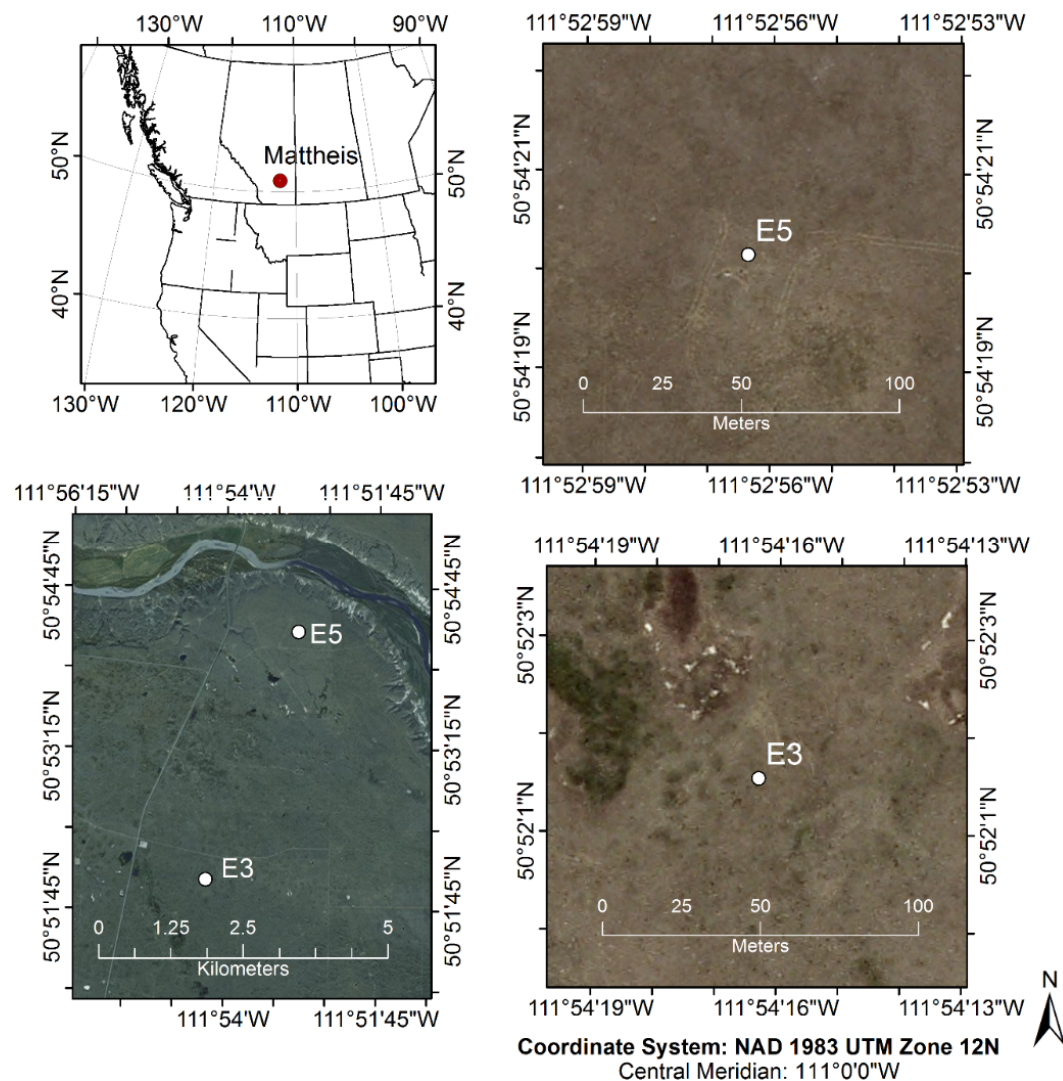 130°W 110°W 90°W
50°N
40°N
Mattheis
50°N
40°N
130°W 120°W 110°W 100°W
111°52'59"W 111°52'56"W 111°52'53"W
50°54'21"N
50°54'19"N
E5
0 25 50 100
Meters
50°54'21"N
50°54'19"N
111°52'59"W 111°52'56"W 111°52'53"W
111°56'15"W 111°54'W 111°51'45"W
50°54'45"N
50°53'15"N
50°51'45"N
E5
E3
0 1.25 2.5 5
Kilometers
50°54'45"N
50°53'15"N
50°51'45"N
111°54'W 111°51'45"W
111°54'19"W 111°54'16"W 111°54'13"W
50°52'3"N
50°52'1"N
E3
0 25 50 100
Meters
50°52'3"N
50°52'1"N
111°54'19"W 111°54'16"W 111°54'13"W
N
Coordinate System: NAD 1983 UTM Zone 12N
Central Meridian: 111°0'0"W